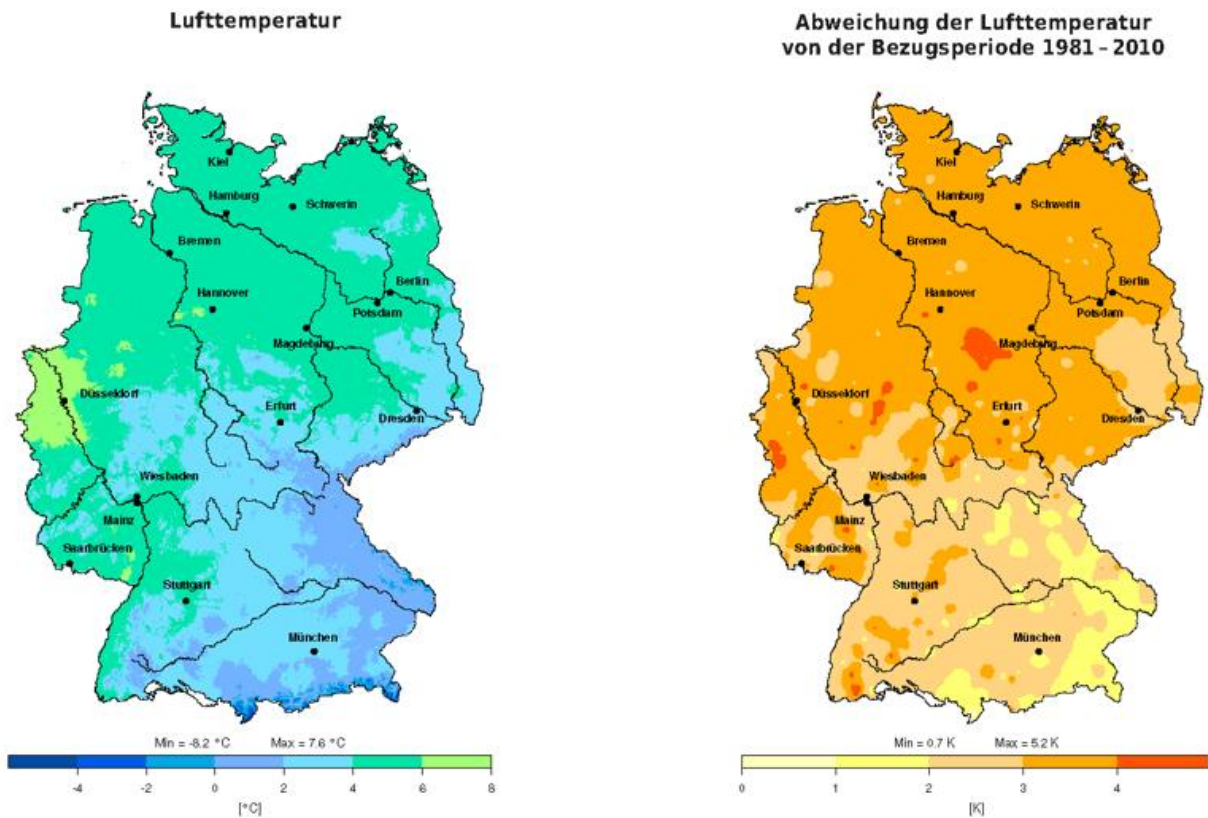 Lufttemperatur
Kiel
Hamburg
Schwerin
Bremen
Berlin
Hannover
Potsdam
Magdeburg
Düsseldorf
Erfurt
Dresden
Wiesbaden
Mainz
Saarbrücken
Stuttgart
München
Min = -8.2 °C Max = 7.6 °C
-4 -2 0 2 4 6 8
[°C]
Abweichung der Lufttemperatur
von der Bezugsperiode 1981 – 2010
Kiel
Hamburg
Schwerin
Bremen
Berlin
Hannover
Potsdam
Magdeburg
Düsseldorf
Erfurt
Dresden
Wiesbaden
Mainz
Saarbrücken
Stuttgart
München
Min = 0.7 K Max = 5.2 K
0 1 2 3 4
[K]